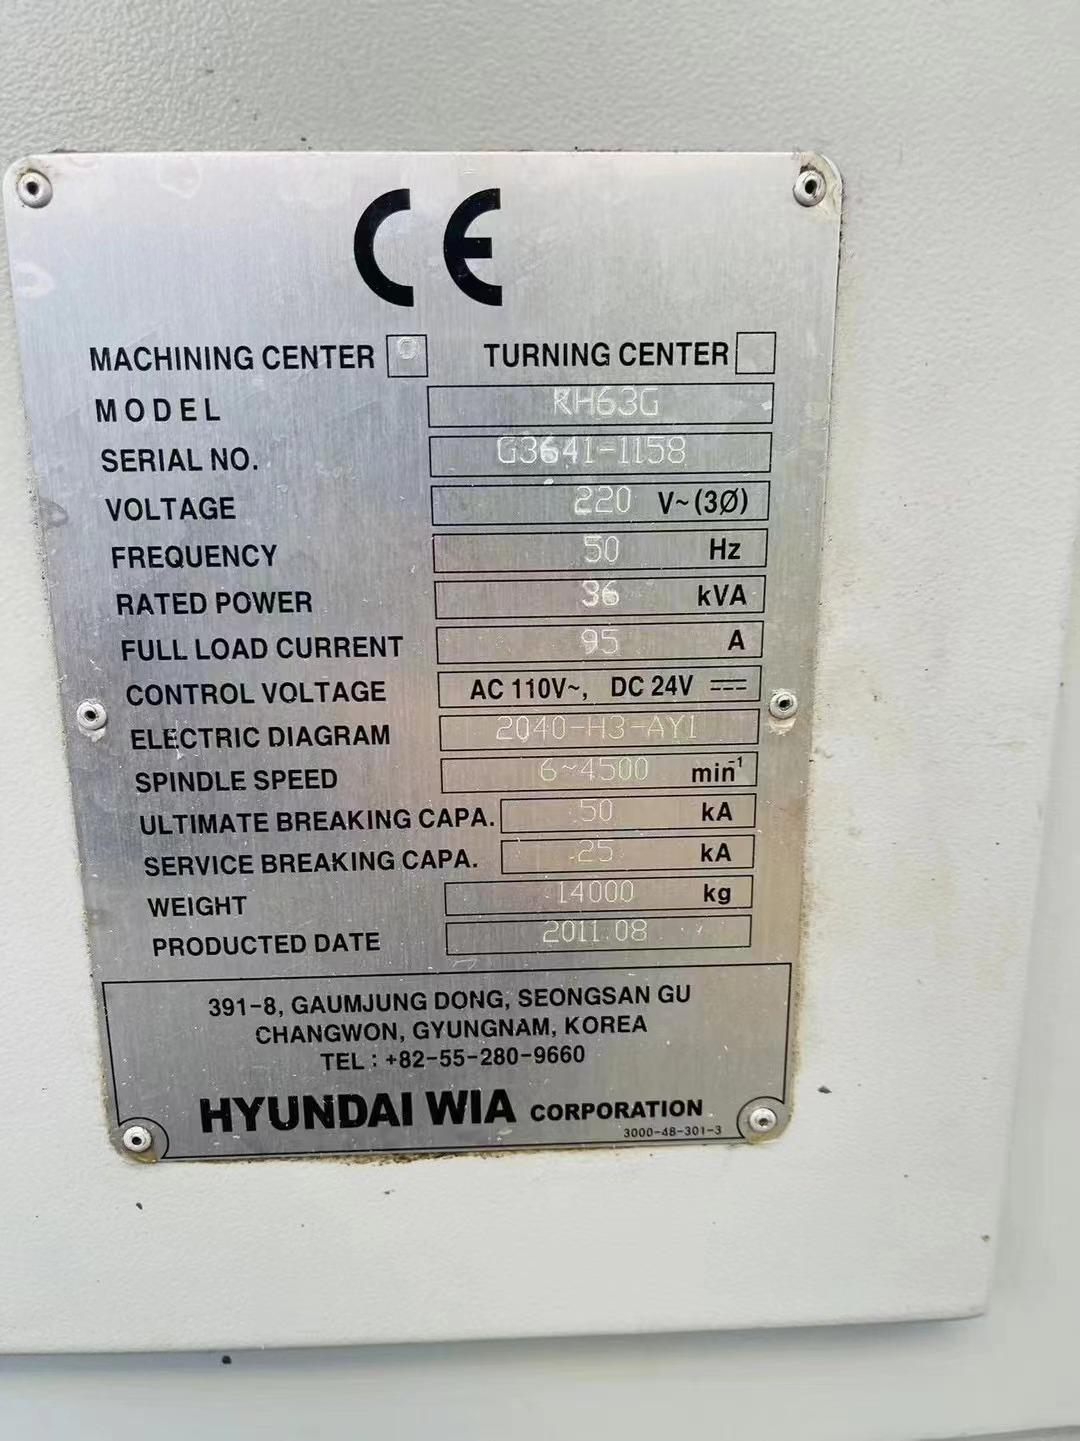 CE
MACHINING CENTER TURNING CENTER
MODEL KH63G
SERIAL NO. G3641-1158
VOLTAGE 220 V~(3Ø)
FREQUENCY 50 Hz
RATED POWER 36 kVA
FULL LOAD CURRENT 95 A
CONTROL VOLTAGE AC 110V~, DC 24V
ELECTRIC DIAGRAM 2040-H3-AY1
SPINDLE SPEED 6~4500 min⁻¹
ULTIMATE BREAKING CAPA. 50 kA
SERVICE BREAKING CAPA. 25 kA
WEIGHT 14000 kg
PRODUCTED DATE 2011.08
391-8, GAUMJUNG DONG, SEONGSAN GU
CHANGWON, GYUNGNAM, KOREA
TEL : +82-55-280-9660
HYUNDAI WIA CORPORATION
3000-48-301-3